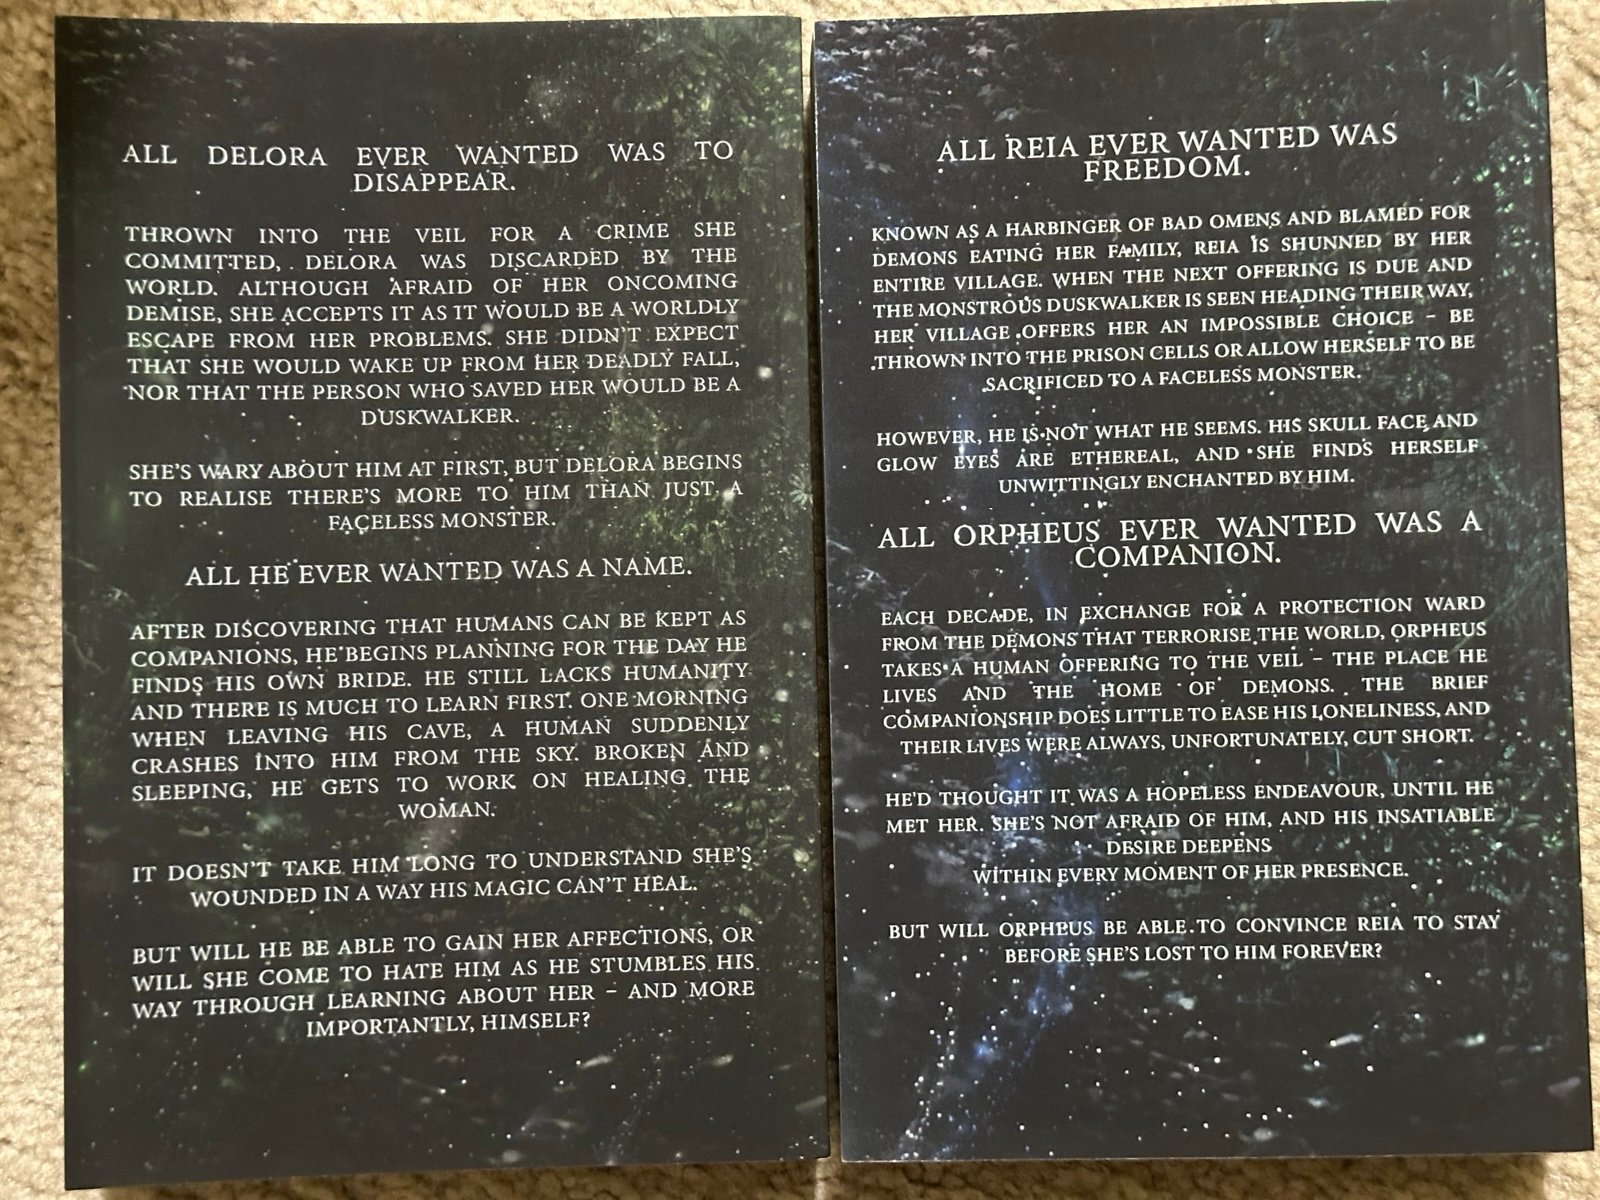 ALL DELORA EVER WANTED WAS TO
DISAPPEAR.
THROWN INTO THE VEIL FOR A CRIME SHE
COMMITTED, DELORA WAS DISCARDED BY THE
WORLD. ALTHOUGH AFRAID OF HER ONCOMING
DEMISE, SHE ACCEPTS IT AS IT WOULD BE A WORLDLY
ESCAPE FROM HER PROBLEMS. SHE DIDN'T EXPECT
THAT SHE WOULD WAKE UP FROM HER DEADLY FALL,
NOR THAT THE PERSON WHO SAVED HER WOULD BE A
DUSKWALKER.
SHE'S WARY ABOUT HIM AT FIRST, BUT DELORA BEGINS
TO REALISE THERE'S MORE TO HIM THAN JUST A
FACELESS MONSTER.
ALL HE EVER WANTED WAS A NAME.
AFTER DISCOVERING THAT HUMANS CAN BE KEPT AS
COMPANIONS, HE BEGINS PLANNING FOR THE DAY HE
FINDS HIS OWN BRIDE. HE STILL LACKS HUMANITY
AND THERE IS MUCH TO LEARN FIRST. ONE MORNING
WHEN LEAVING HIS CAVE, A HUMAN SUDDENLY
CRASHES INTO HIM FROM THE SKY. BROKEN AND
SLEEPING, HE GETS TO WORK ON HEALING THE
WOMAN.
IT DOESN'T TAKE HIM LONG TO UNDERSTAND SHE'S
WOUNDED IN A WAY HIS MAGIC CAN'T HEAL.
BUT WILL HE BE ABLE TO GAIN HER AFFECTIONS, OR
WILL SHE COME TO HATE HIM AS HE STUMBLES HIS
WAY THROUGH LEARNING ABOUT HER – AND MORE
IMPORTANTLY, HIMSELF?
ALL REIA EVER WANTED WAS
FREEDOM.
KNOWN AS A HARBINGER OF BAD OMENS AND BLAMED FOR
DEMONS EATING HER FAMILY, REIA IS SHUNNED BY HER
ENTIRE VILLAGE. WHEN THE NEXT OFFERING IS DUE AND
THE MONSTROUS DUSKWALKER IS SEEN HEADING THEIR WAY,
HER VILLAGE OFFERS HER AN IMPOSSIBLE CHOICE – BE
THROWN INTO THE PRISON CELLS OR ALLOW HERSELF TO BE
SACRIFICED TO A FACELESS MONSTER.
HOWEVER, HE IS NOT WHAT HE SEEMS. HIS SKULL FACE AND
GLOW EYES ARE ETHEREAL, AND SHE FINDS HERSELF
UNWITTINGLY ENCHANTED BY HIM.
ALL ORPHEUS EVER WANTED WAS A
COMPANION.
EACH DECADE, IN EXCHANGE FOR A PROTECTION WARD
FROM THE DEMONS THAT TERRORISE THE WORLD, ORPHEUS
TAKES A HUMAN OFFERING TO THE VEIL – THE PLACE HE
LIVES AND THE HOME OF DEMONS. THE BRIEF
COMPANIONSHIP DOES LITTLE TO EASE HIS LONELINESS, AND
THEIR LIVES WERE ALWAYS, UNFORTUNATELY, CUT SHORT.
HE'D THOUGHT IT WAS A HOPELESS ENDEAVOUR, UNTIL HE
MET HER. SHE'S NOT AFRAID OF HIM, AND HIS INSATIABLE
DESIRE DEEPENS
WITHIN EVERY MOMENT OF HER PRESENCE.
BUT WILL ORPHEUS BE ABLE TO CONVINCE REIA TO STAY
BEFORE SHE'S LOST TO HIM FOREVER?